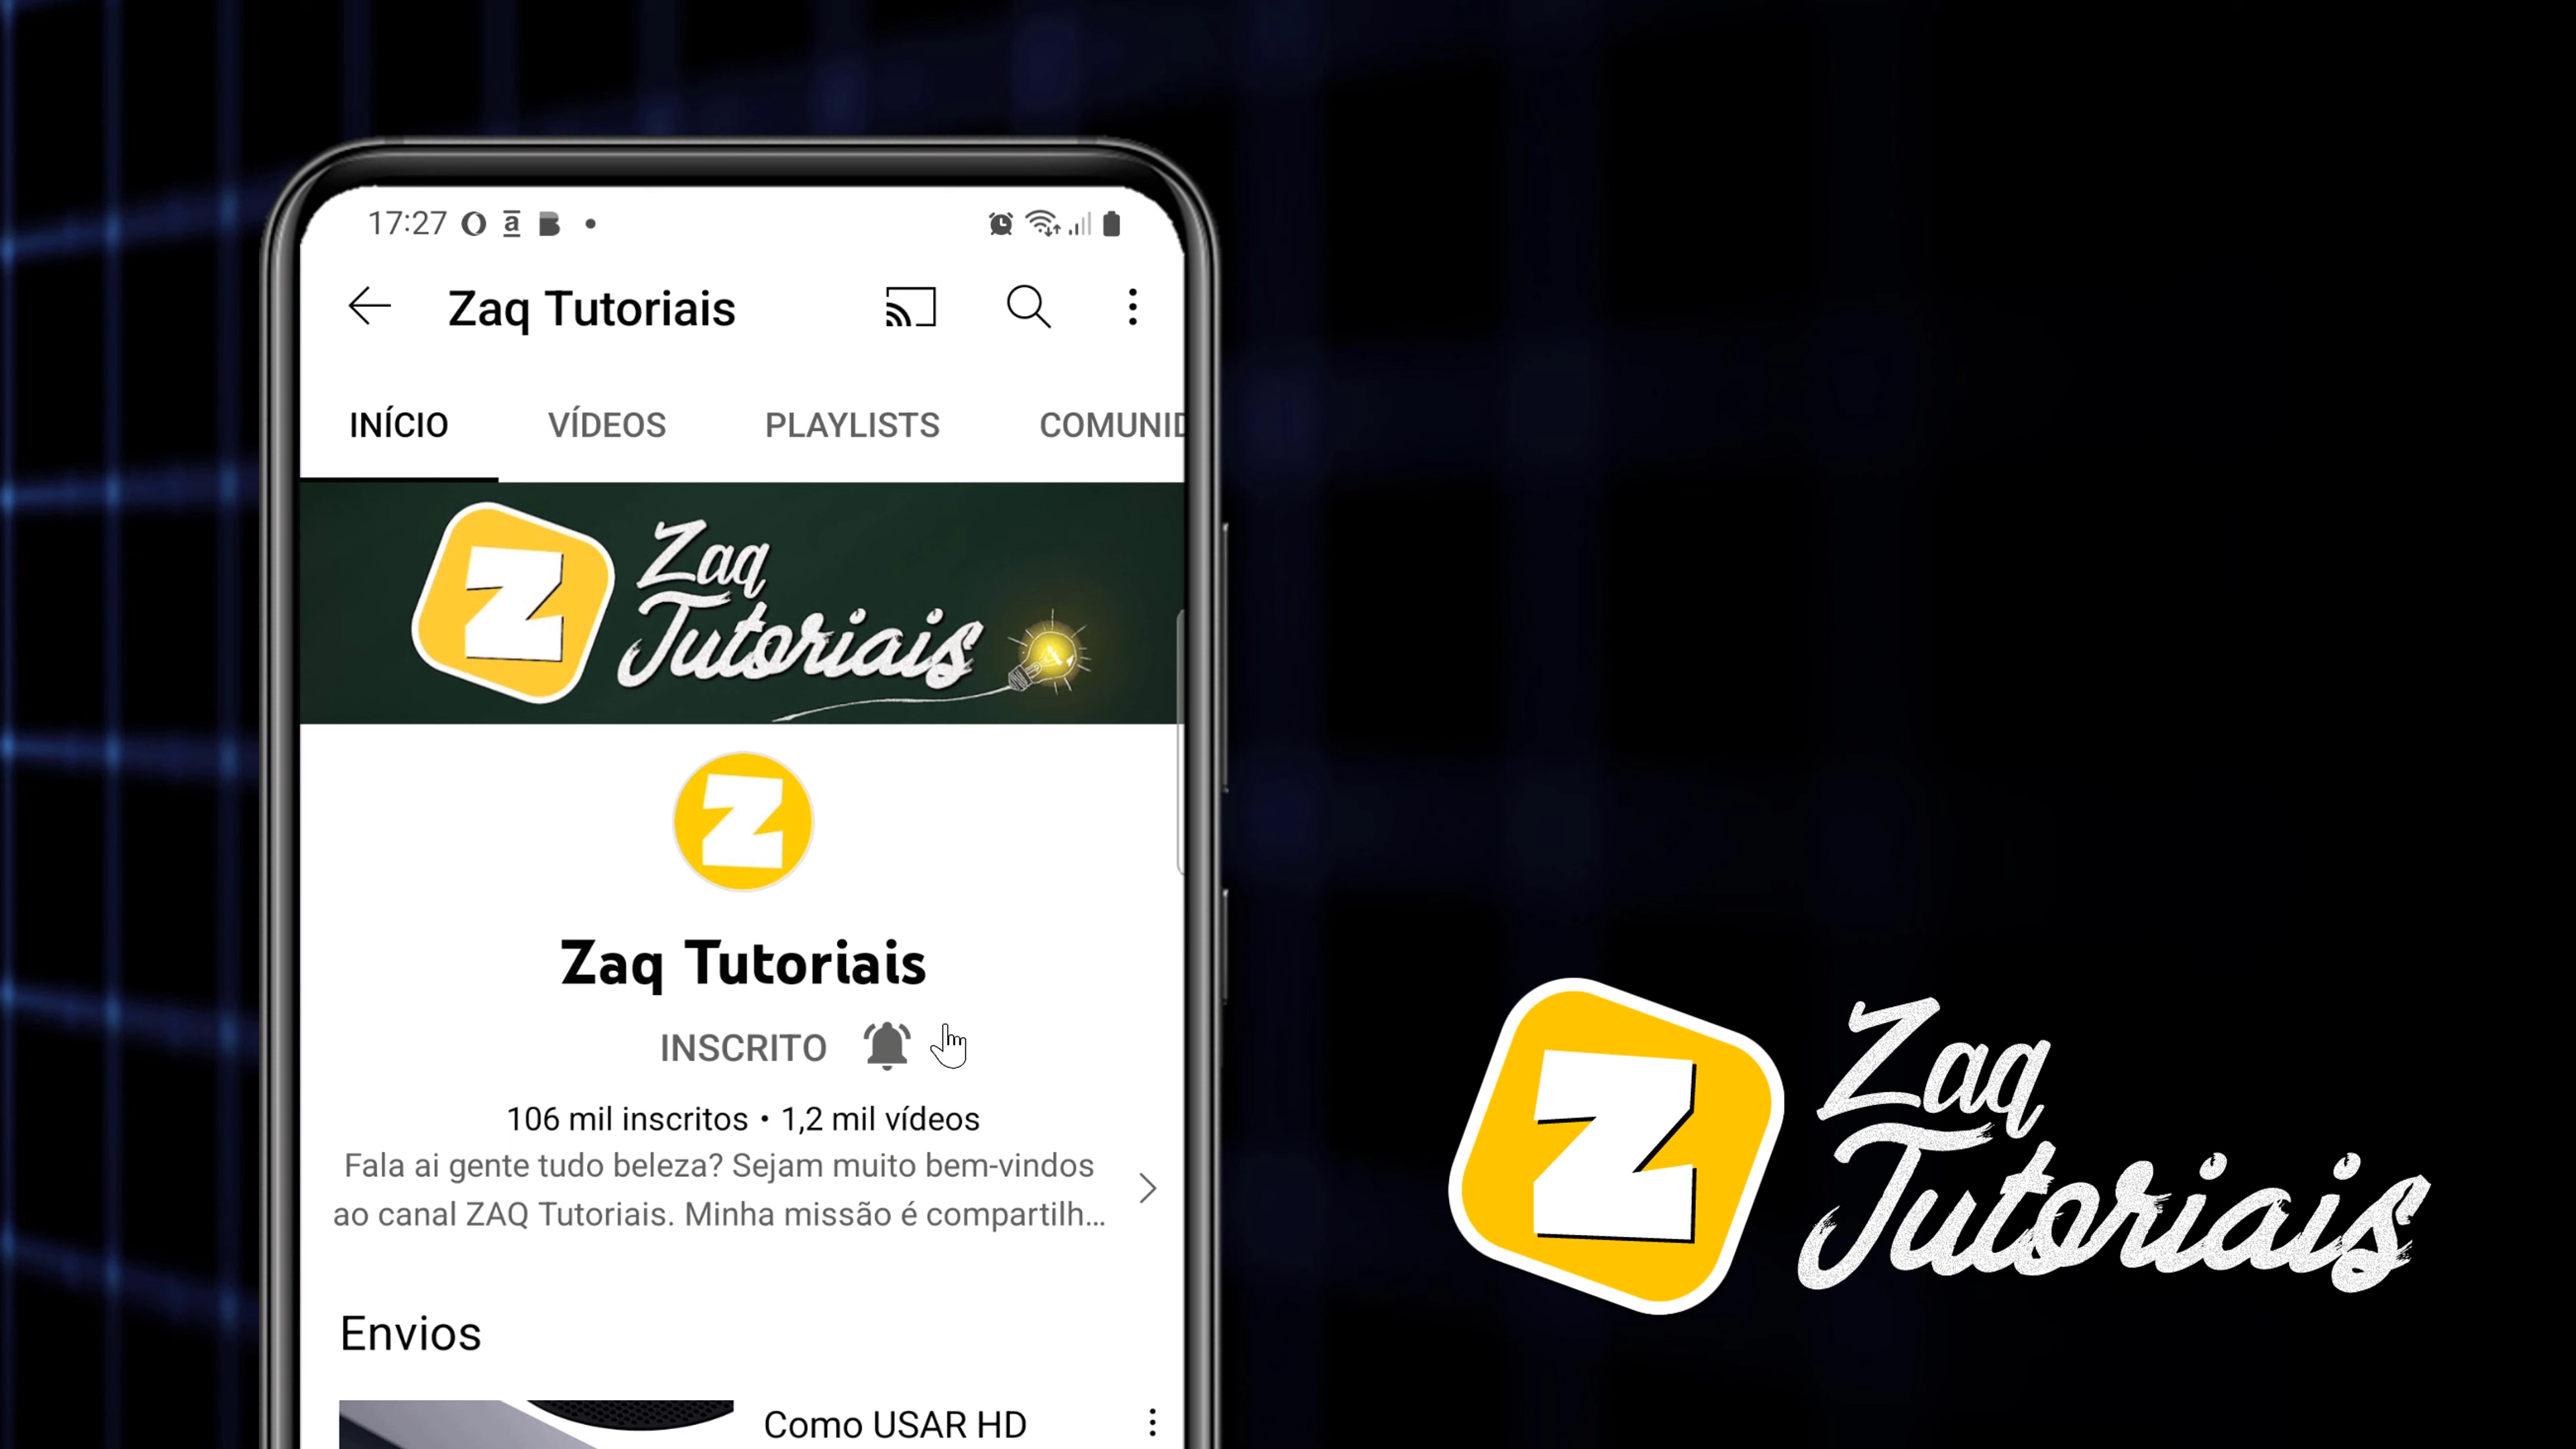 17:27
Zaq Tutoriais
INÍCIO VÍDEOS PLAYLISTS COMUNID
Z
Zaq
Tutoriais
Z
Zaq Tutoriais
INSCRITO
106 mil inscritos • 1,2 mil vídeos
Fala ai gente tudo beleza? Sejam muito bem-vindos
ao canal ZAQ Tutoriais. Minha missão é compartilh...
Envios
Como USAR HD
Z
Zaq
Tutoriais